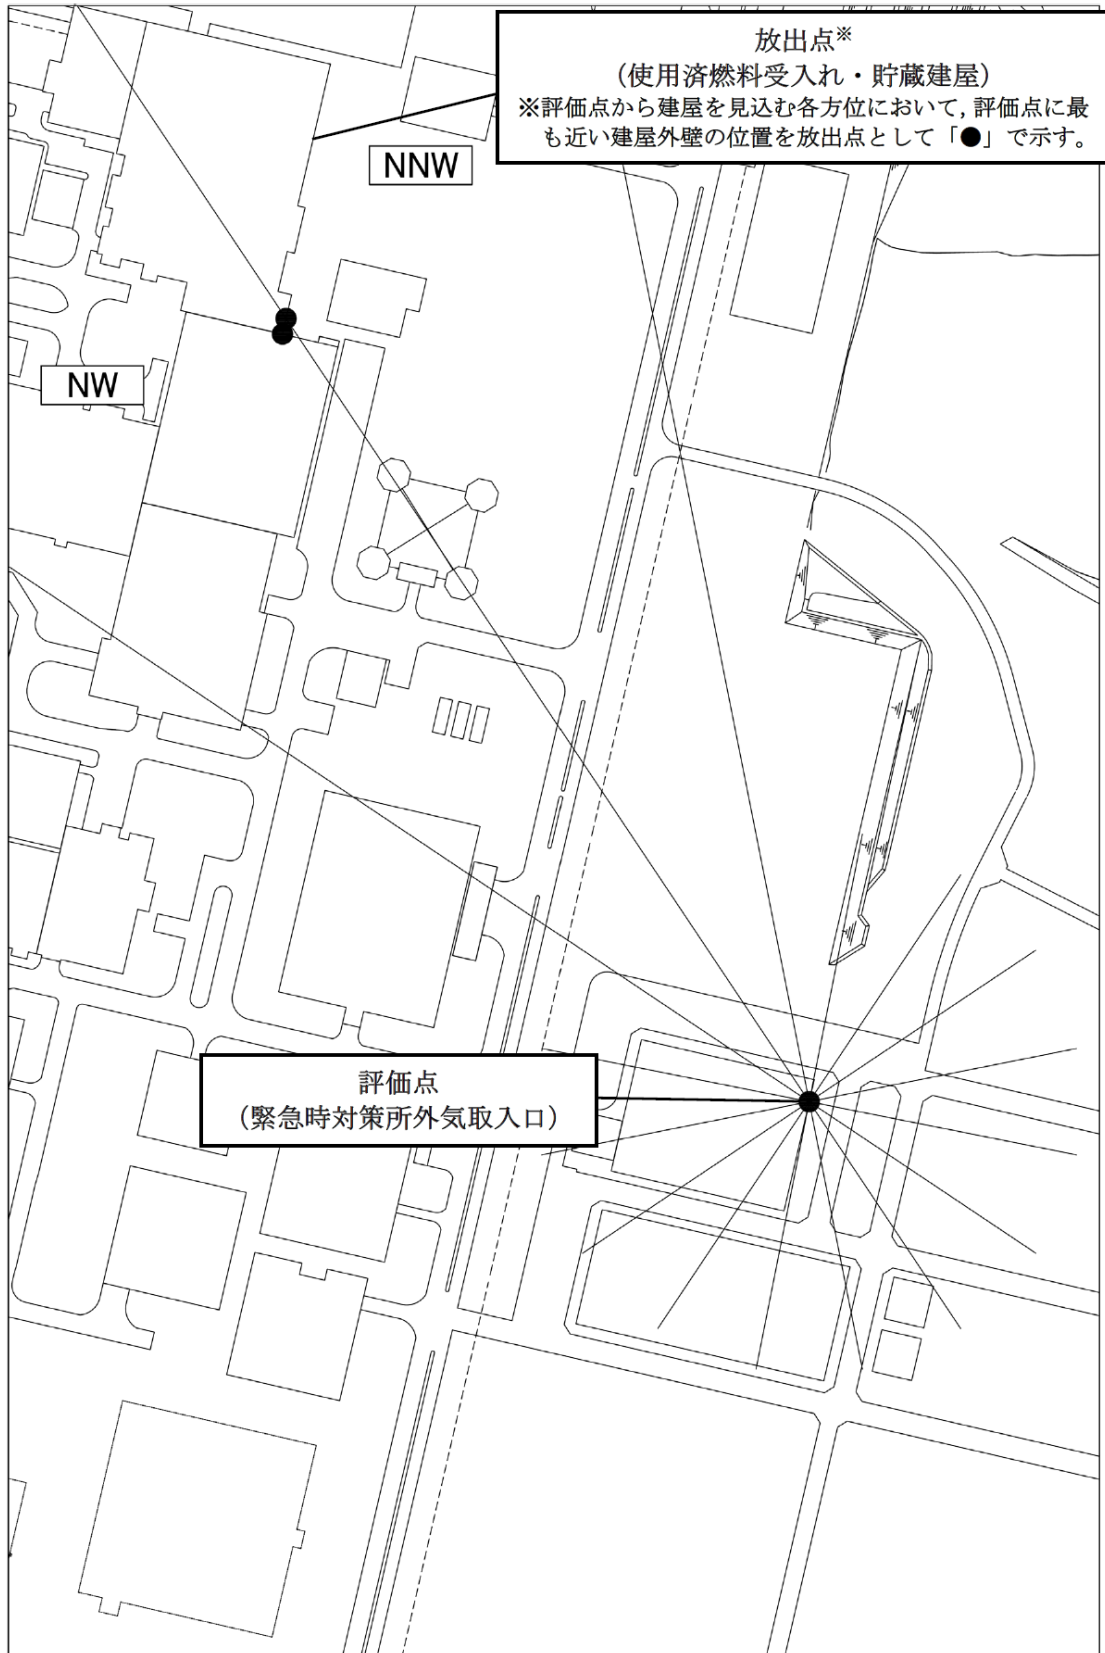 放出点※
(使用済燃料受入れ・貯蔵建屋)
※評価点から建屋を見込む各方位において,評価点に最
も近い建屋外壁の位置を放出点として「●」で示す。
NNW
NW
評価点
(緊急時対策所外気取入口)